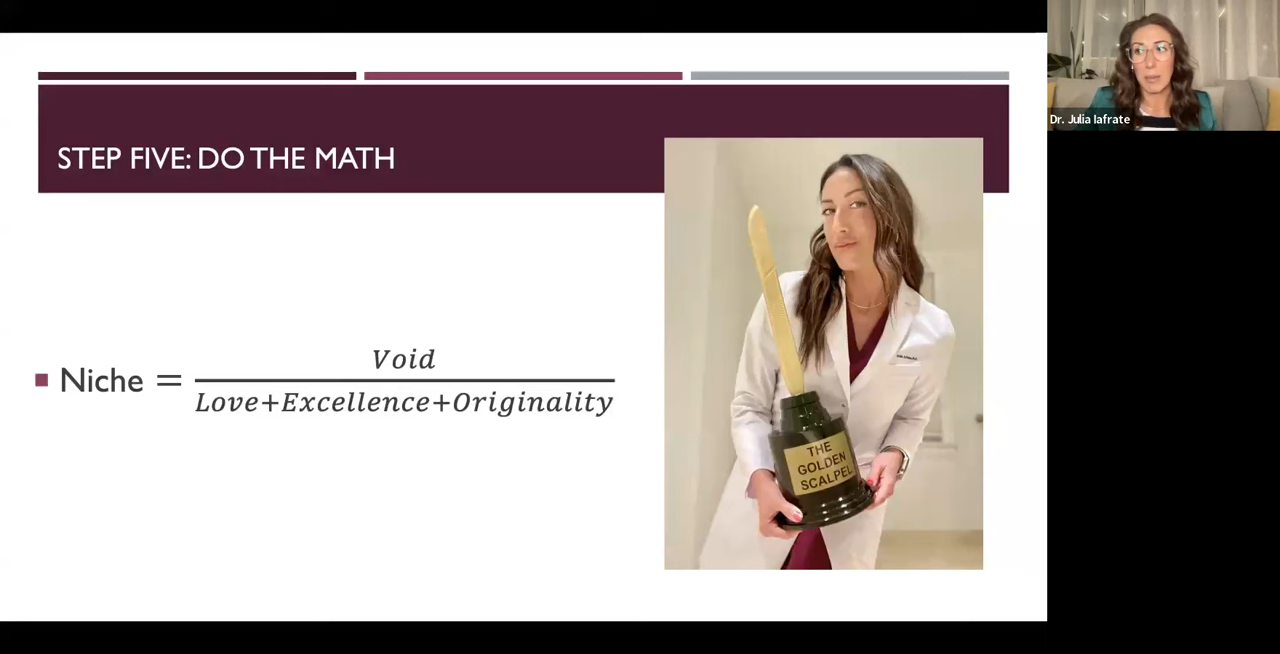 STEP FIVE: DO THE MATH
Dr. Julia Iafrate
Niche = Void
Love+Excellence+Originality
THE
GOLDEN
SCALPEL